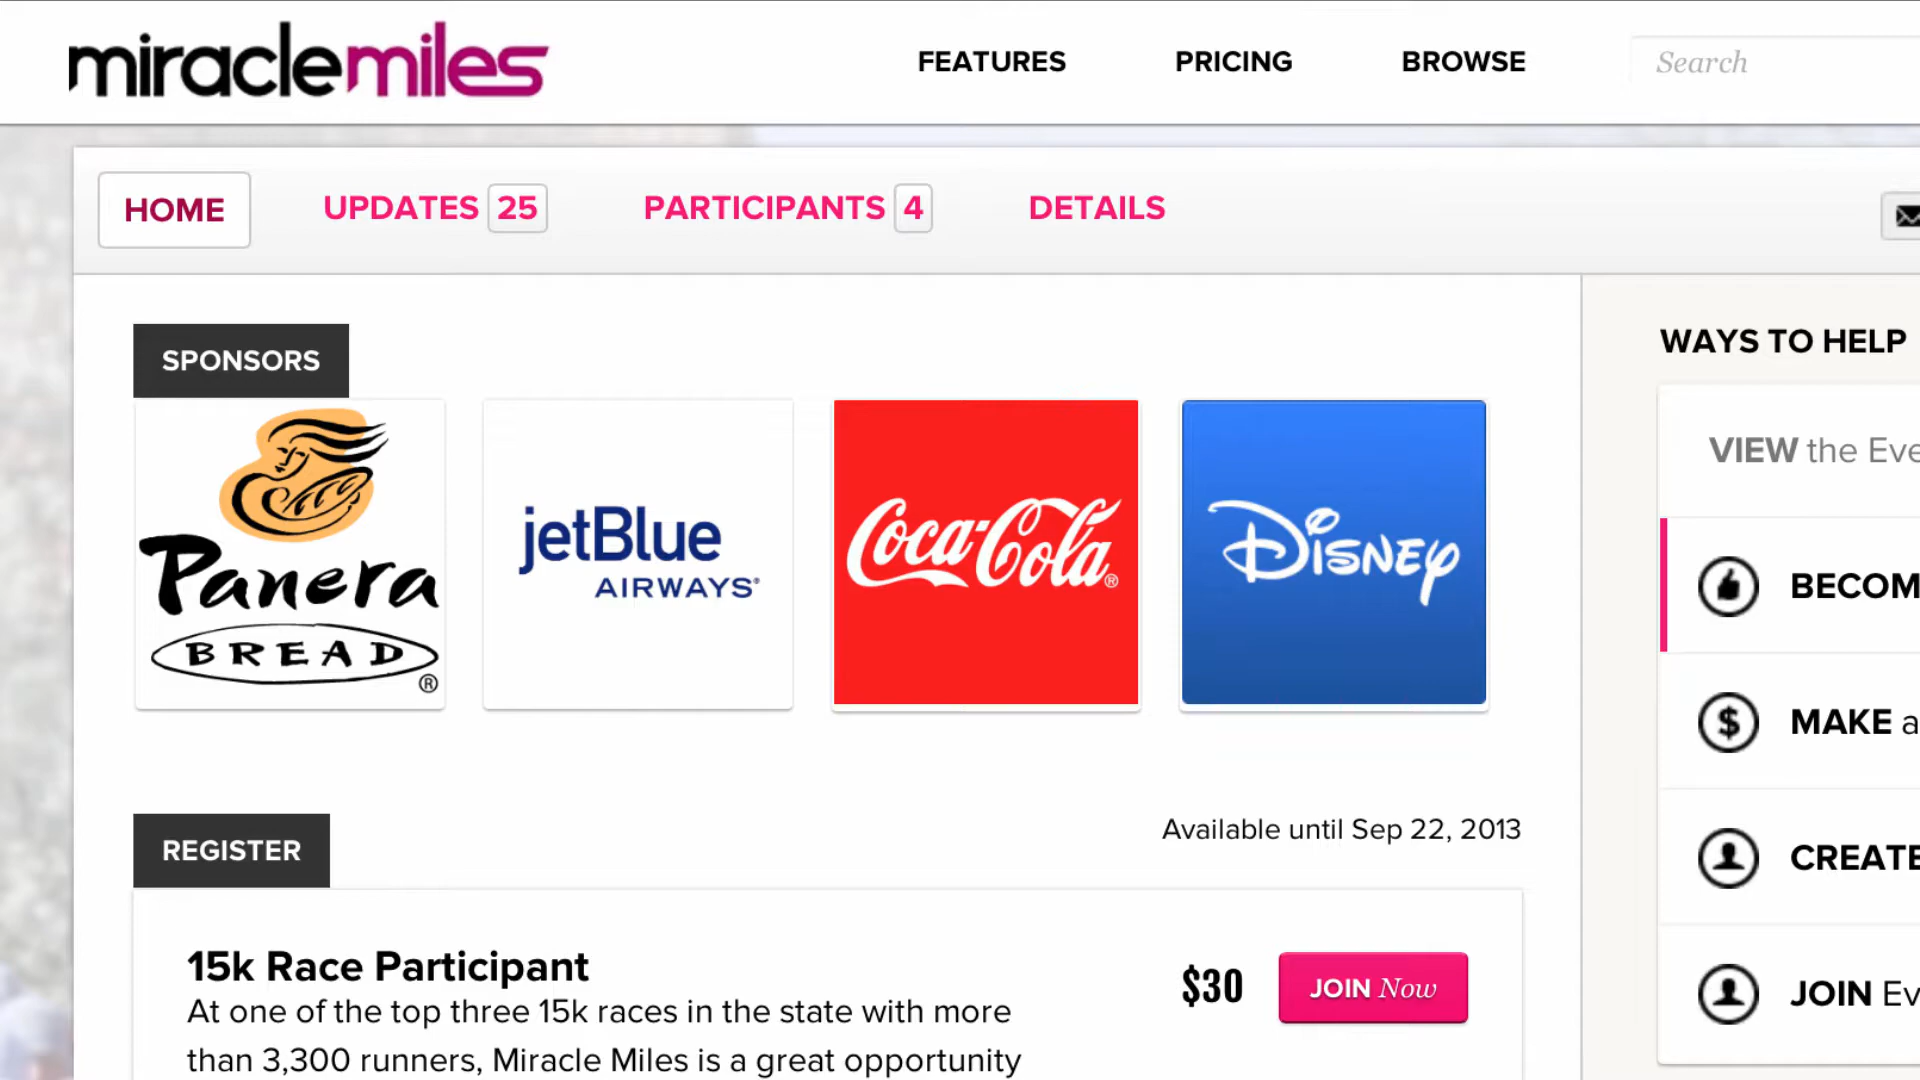 miraclemiles
FEATURES PRICING BROWSE Search
HOME UPDATES 25 PARTICIPANTS 4 DETAILS
SPONSORS
Panera
BREAD
®
jetBlue
AIRWAYS®
Coca-Cola®
Disney
REGISTER
Available until Sep 22, 2013
15k Race Participant
At one of the top three 15k races in the state with more
than 3,300 runners, Miracle Miles is a great opportunity
$30
JOIN Now
WAYS TO HELP
VIEW the Eve
BECOM
MAKE a
CREATE
JOIN Ev